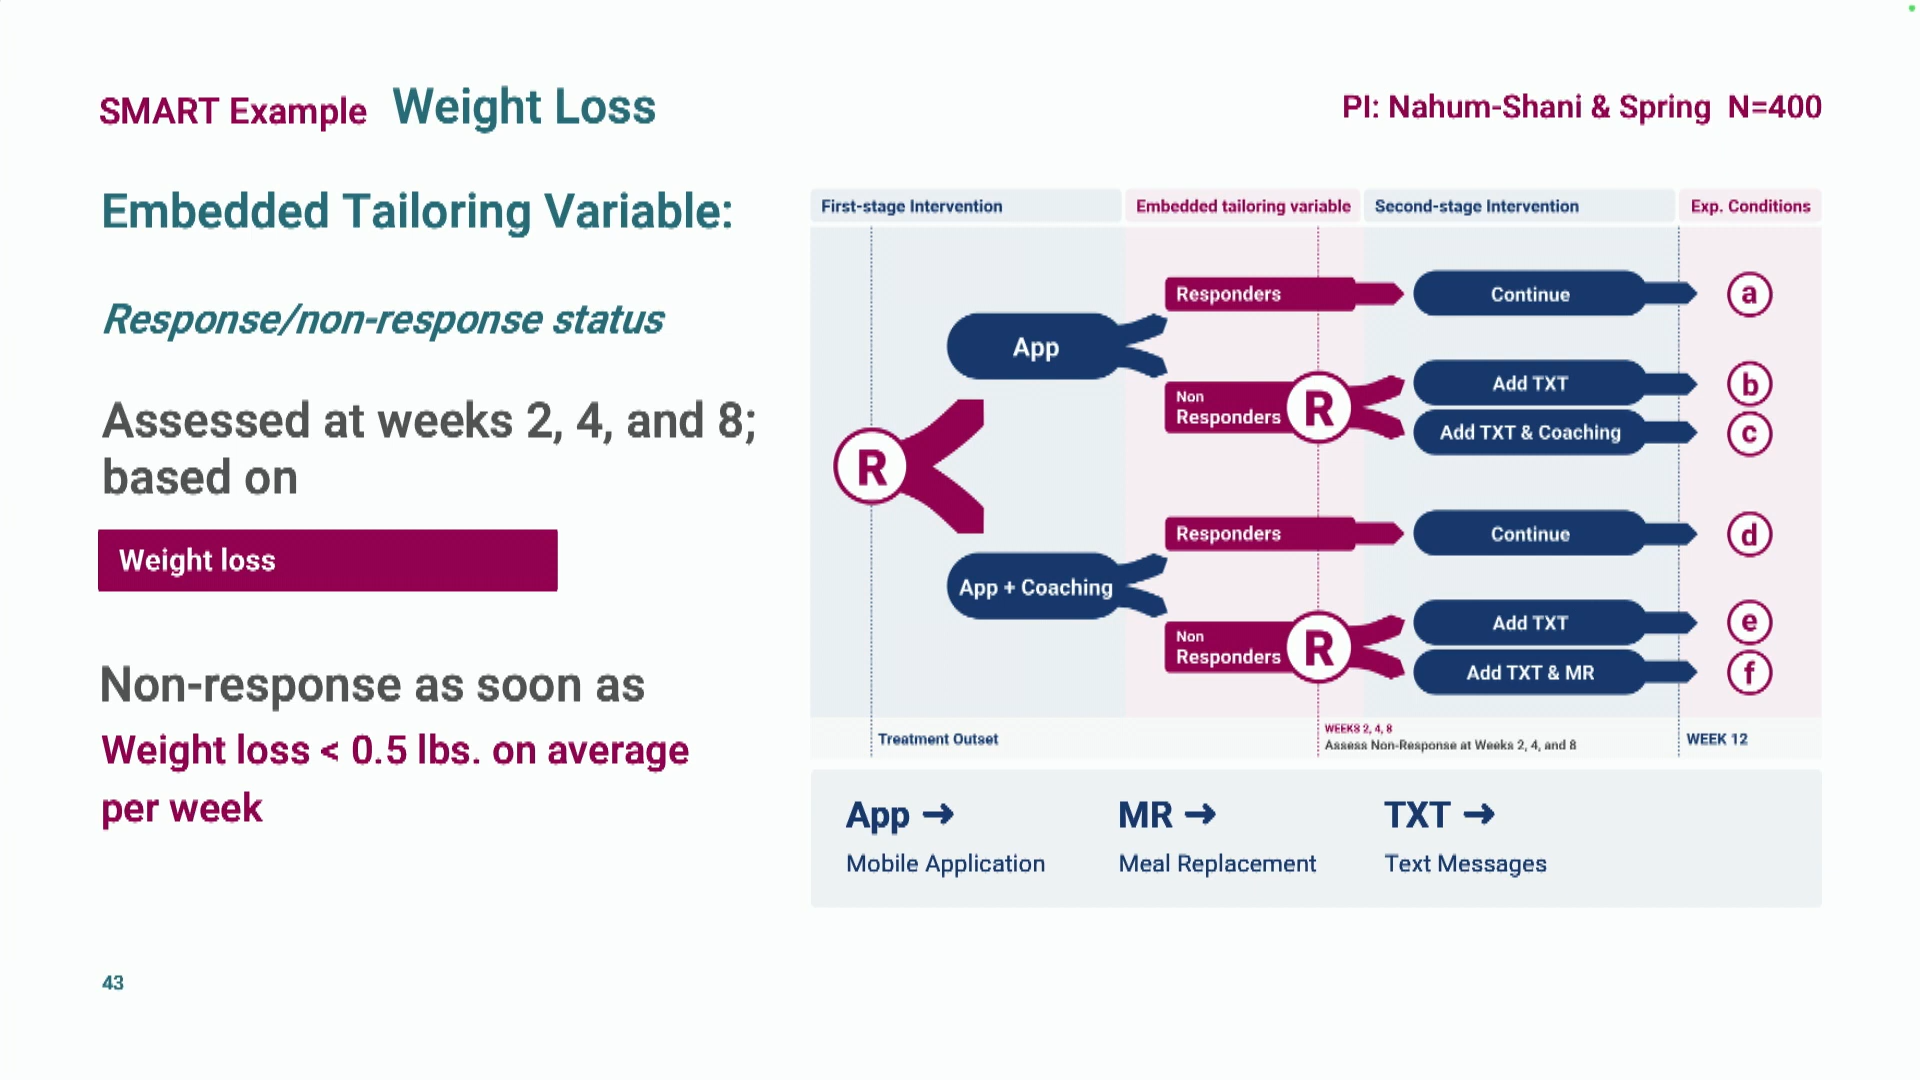 SMART Example Weight Loss
PI: Nahum-Shani & Spring N=400
Embedded Tailoring Variable:
Response/non-response status
Assessed at weeks 2, 4, and 8;
based on
Weight loss
Non-response as soon as
Weight loss < 0.5 lbs. on average
per week
First-stage Intervention
Embedded tailoring variable
Second-stage Intervention
Exp. Conditions
R
App
Responders
Continue
a
Non
Responders
R
Add TXT
b
Add TXT & Coaching
c
App + Coaching
Responders
Continue
d
Non
Responders
R
Add TXT
e
Add TXT & MR
f
Treatment Outset
WEEKS 2, 4, 8
Assess Non-Response at Weeks 2, 4, and 8
WEEK 12
App →
Mobile Application
MR →
Meal Replacement
TXT →
Text Messages
43